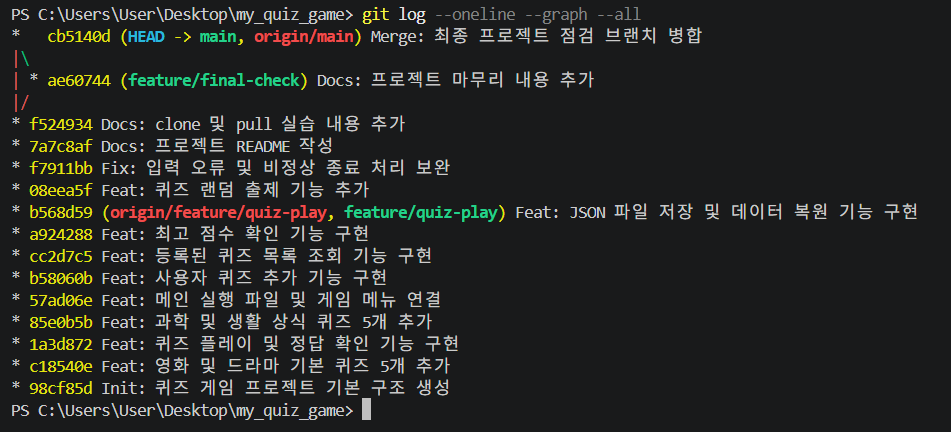 PS C:\Users\User\Desktop\my_quiz_game> git log --oneline --graph --all
*   cb5140d (HEAD -> main, origin/main) Merge: 최종 프로젝트 점검 브랜치 병합
|\
| * ae60744 (feature/final-check) Docs: 프로젝트 마무리 내용 추가
|/
* f524934 Docs: clone 및 pull 실습 내용 추가
* 7a7c8af Docs: 프로젝트 README 작성
* f7911bb Fix: 입력 오류 및 비정상 종료 처리 보완
* 08eea5f Feat: 퀴즈 랜덤 출제 기능 추가
* b568d59 (origin/feature/quiz-play, feature/quiz-play) Feat: JSON 파일 저장 및 데이터 복원 기능 구현
* a924288 Feat: 최고 점수 확인 기능 구현
* cc2d7c5 Feat: 등록된 퀴즈 목록 조회 기능 구현
* b58060b Feat: 사용자 퀴즈 추가 기능 구현
* 57ad06e Feat: 메인 실행 파일 및 게임 메뉴 연결
* 85e0b5b Feat: 과학 및 생활 상식 퀴즈 5개 추가
* 1a3d872 Feat: 퀴즈 플레이 및 정답 확인 기능 구현
* c18540e Feat: 영화 및 드라마 기본 퀴즈 5개 추가
* 98cf85d Init: 퀴즈 게임 프로젝트 기본 구조 생성
PS C:\Users\User\Desktop\my_quiz_game>